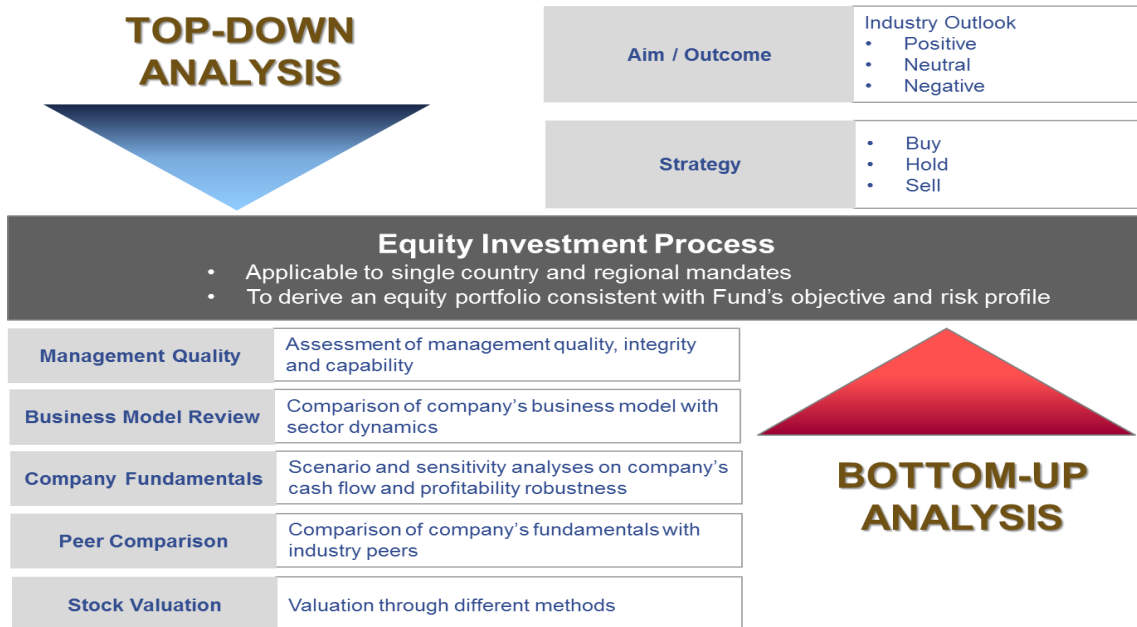 TOP-DOWN
ANALYSIS
Aim / Outcome
Industry Outlook
• Positive
• Neutral
• Negative
Strategy
• Buy
• Hold
• Sell
Equity Investment Process
• Applicable to single country and regional mandates
• To derive an equity portfolio consistent with Fund's objective and risk profile
Management Quality
Assessment of management quality, integrity
and capability
Business Model Review
Comparison of company's business model with
sector dynamics
Company Fundamentals
Scenario and sensitivity analyses on company's
cash flow and profitability robustness
Peer Comparison
Comparison of company's fundamentals with
industry peers
Stock Valuation
Valuation through different methods
BOTTOM-UP
ANALYSIS